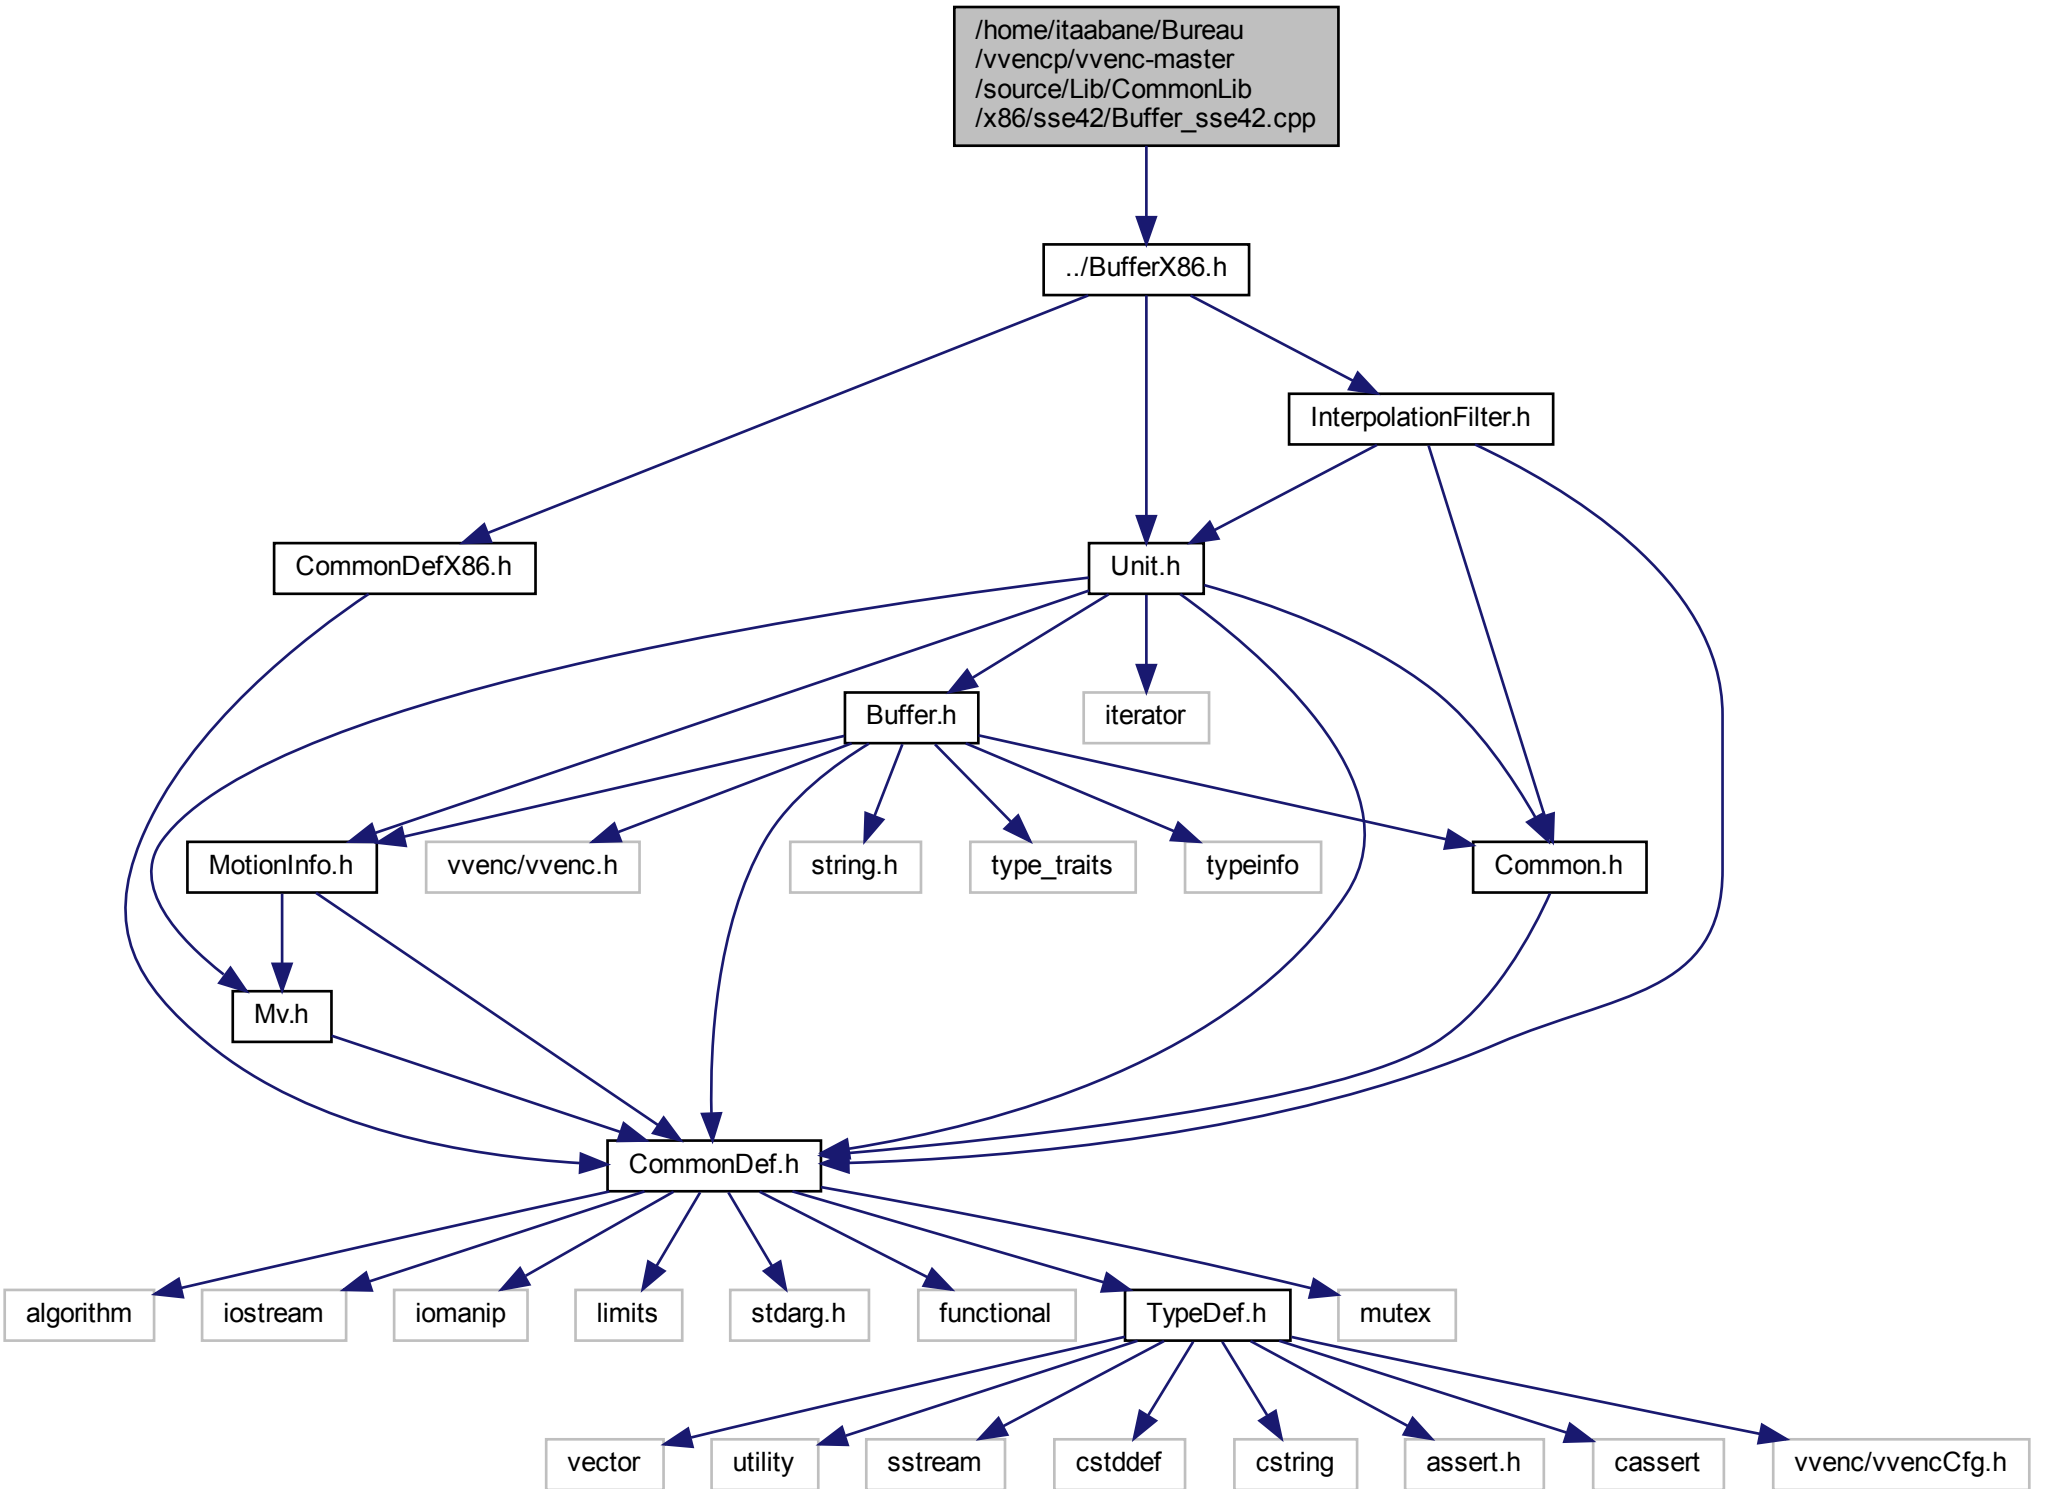 /home/itaabane/Bureau
/vvencp/vvenc-master
/source/Lib/CommonLib
/x86/sse42/Buffer_sse42.cpp
../BufferX86.h
InterpolationFilter.h
CommonDefX86.h
Unit.h
Buffer.h
iterator
MotionInfo.h
vvenc/vvenc.h
string.h
type_traits
typeinfo
Common.h
Mv.h
CommonDef.h
algorithm
iostream
iomanip
limits
stdarg.h
functional
TypeDef.h
mutex
vector
utility
sstream
cstddef
cstring
assert.h
cassert
vvenc/vvencCfg.h